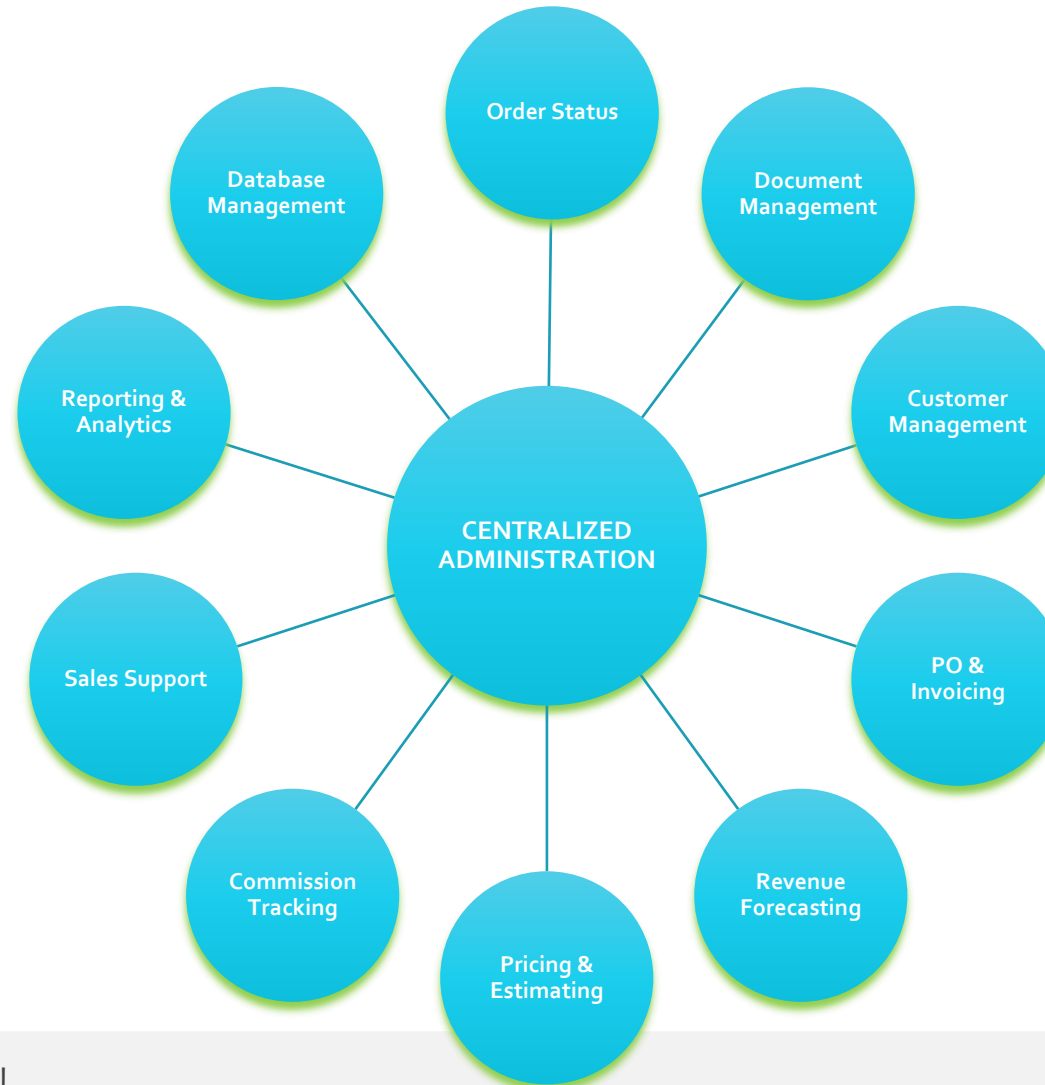 Order Status
Database
Management
Document
Management
Reporting &
Analytics
Customer
Management
CENTRALIZED
ADMINISTRATION
Sales Support
PO &
Invoicing
Commission
Tracking
Revenue
Forecasting
Pricing &
Estimating